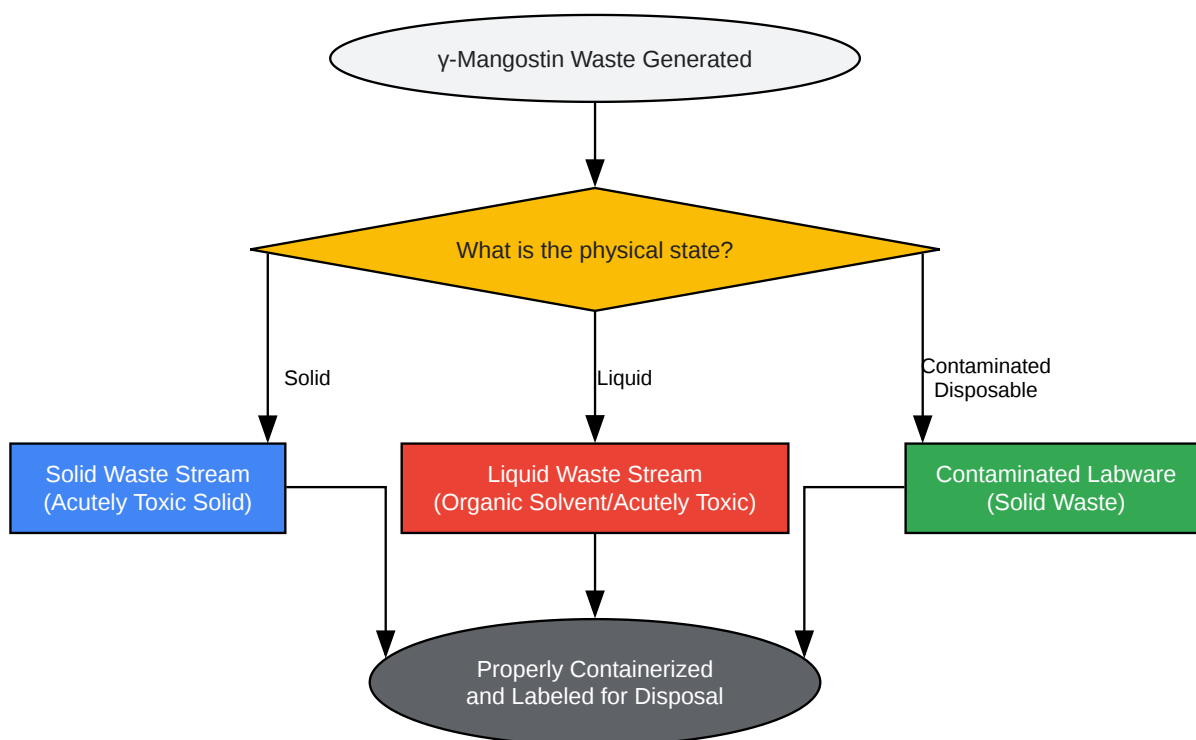 γ-Mangostin Waste Generated
What is the physical state?
Solid
Liquid
Contaminated
Disposable
Solid Waste Stream
(Acutely Toxic Solid)
Liquid Waste Stream
(Organic Solvent/Acutely Toxic)
Contaminated Labware
(Solid Waste)
Properly Containerized
and Labeled for Disposal